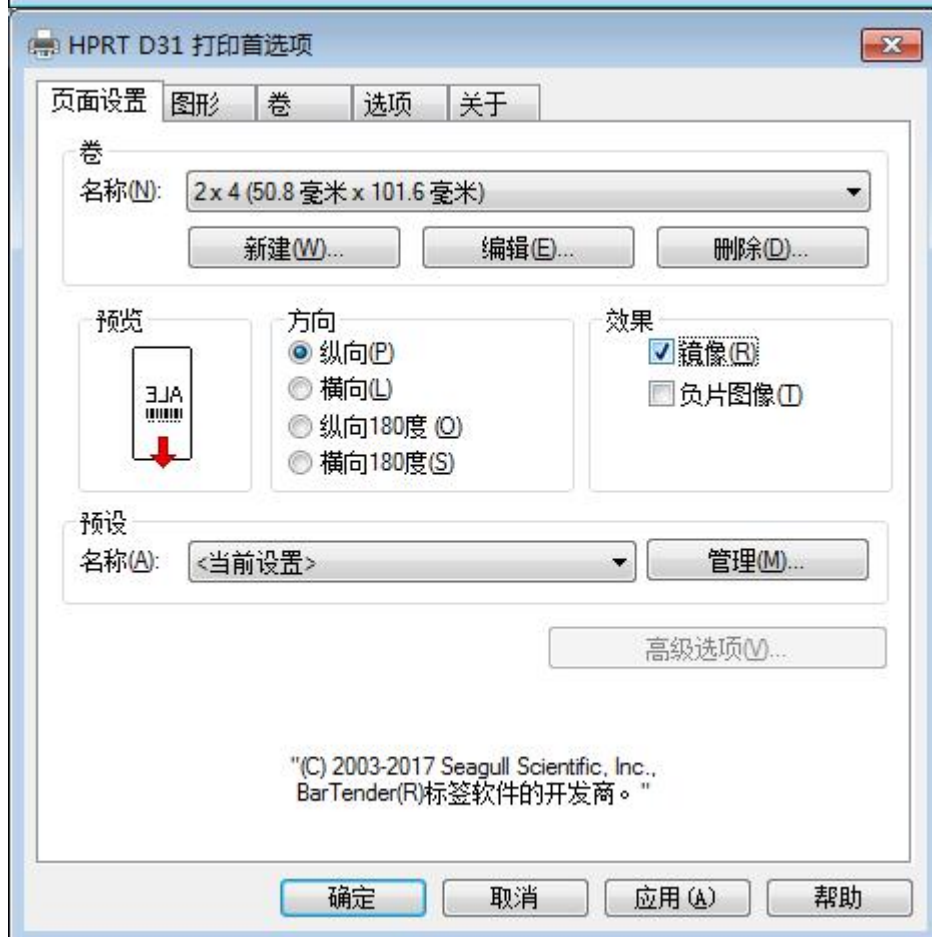 HPRT D31 打印首选项
页面设置 图形 卷 选项 关于
卷
名称(N): 2 x 4 (50.8 毫米 x 101.6 毫米)
新建(W)... 编辑(E)... 删除(D)...
预览 方向 效果
纵向(P) 镜像(R)
ALE 横向(L) 负片图像(T)
纵向180度 (O)
横向180度(S)
预设
名称(A): <当前设置> 管理(M)...
高级选项(V)...
"(C) 2003-2017 Seagull Scientific, Inc.,
BarTender(R)标签软件的开发商。"
确定 取消 应用 (A) 帮助